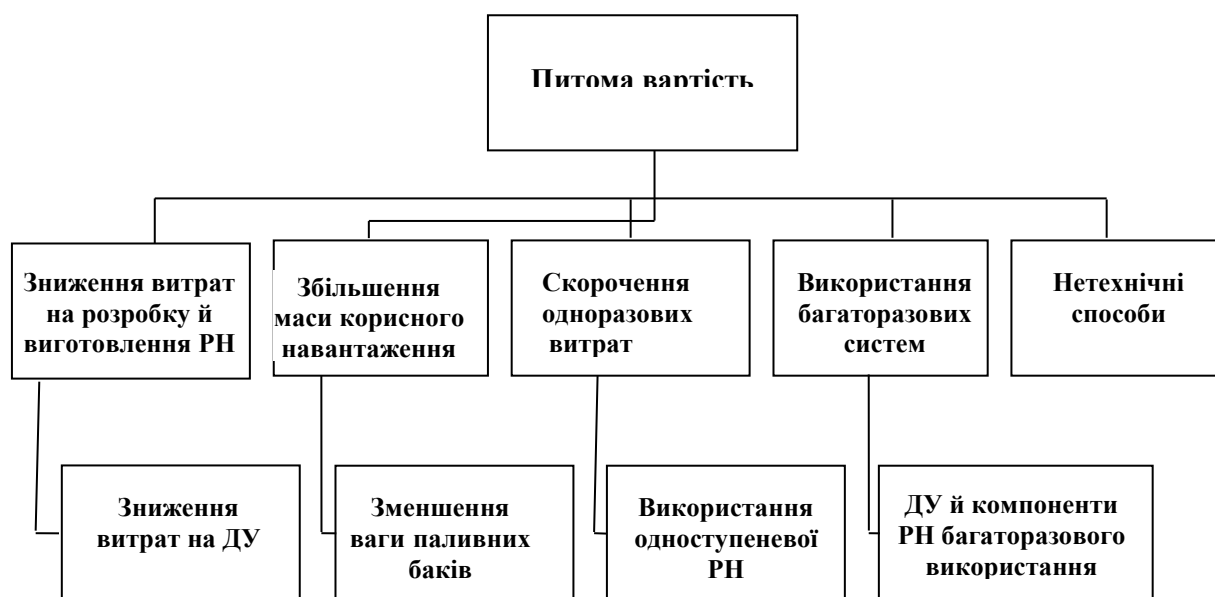 Питома вартість
Зниження витрат
на розробку й
виготовлення РН
Збільшення
маси корисного
навантаження
Скорочення
одноразових
витрат
Використання
багаторазових
систем
Нетехнічні
способи
Зниження
витрат на ДУ
Зменшення
ваги паливних
баків
Використання
одноступеневої
РН
ДУ й компоненти
РН багаторазового
використання